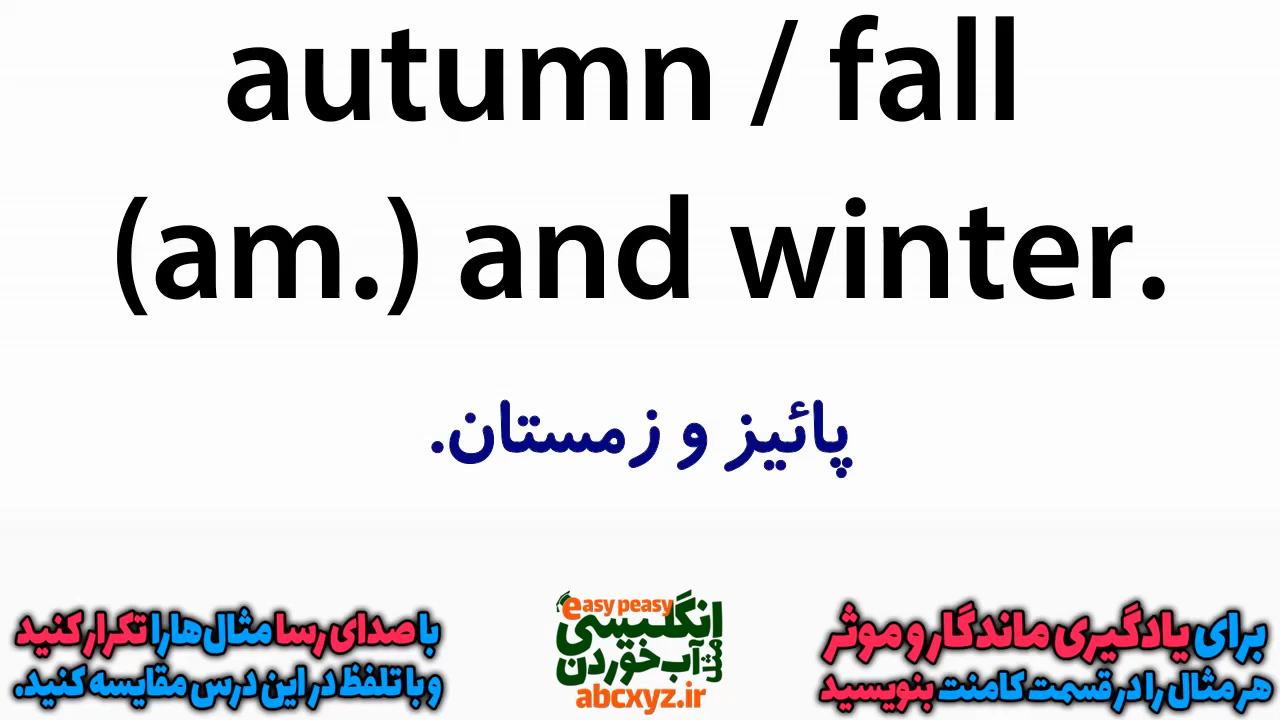 autumn / fall
(am.) and winter.
پائیز و زمستان.
با صدای رسا مثال‌ها را تکرار کنید
و با تلفظ در این درس مقایسه کنید.
easy peasy
انگلیسی
مثل آب خوردن
abcxyz.ir
برای یادگیری ماندگار و موثر
هر مثال را در قسمت کامنت بنویسید